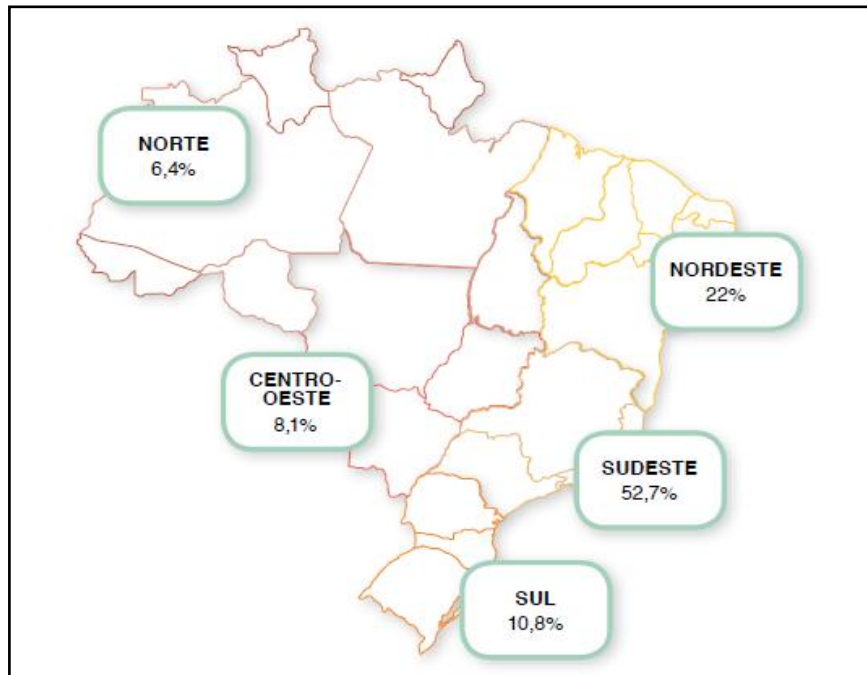 NORTE
6,4%
NORDESTE
22%
CENTRO-
OESTE
8,1%
SUDESTE
52,7%
SUL
10,8%